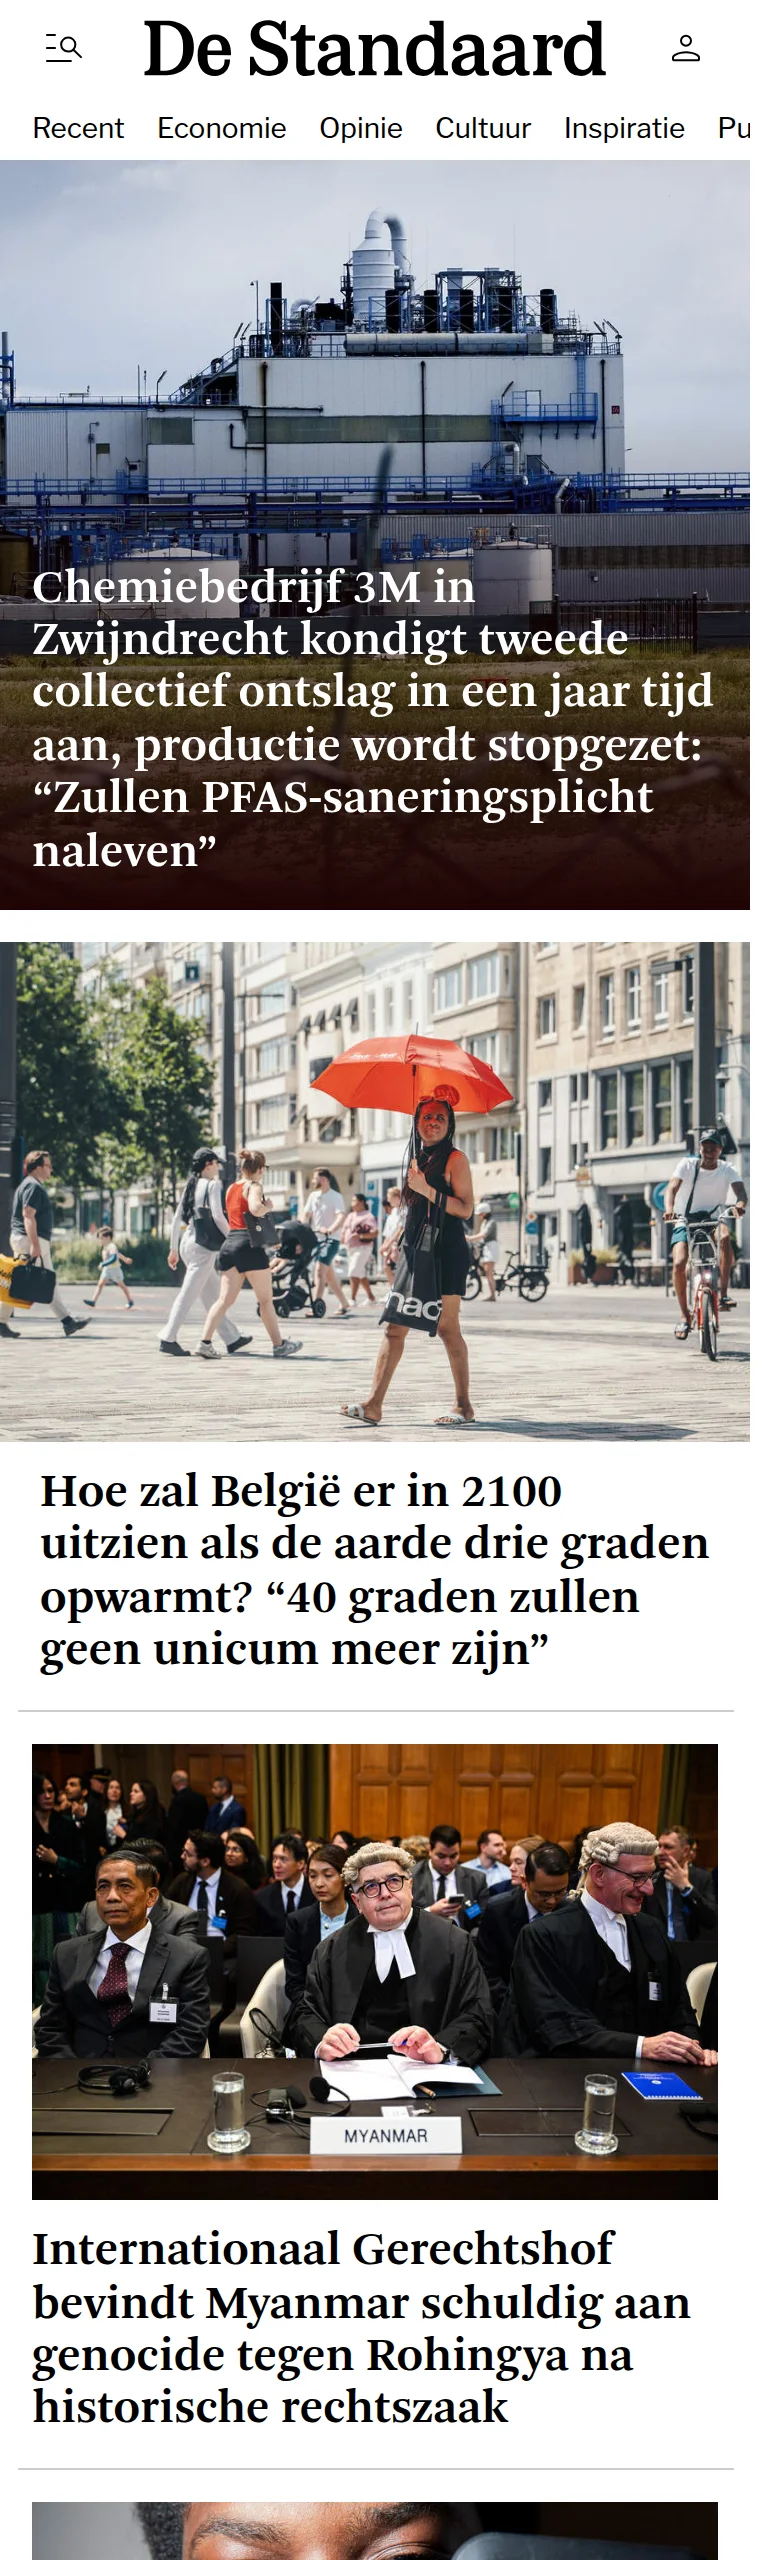 De Standaard
Recent Economie Opinie Cultuur Inspiratie Pu
Chemiebedrijf 3M in
Zwijndrecht kondigt tweede
collectief ontslag in een jaar tijd
aan, productie wordt stopgezet:
“Zullen PFAS-saneringsplicht
naleven”
nac
Hoe zal België er in 2100
uitzien als de aarde drie graden
opwarmt? “40 graden zullen
geen unicum meer zijn”
MYANMAR
Internationaal Gerechtshof
bevindt Myanmar schuldig aan
genocide tegen Rohingya na
historische rechtszaak